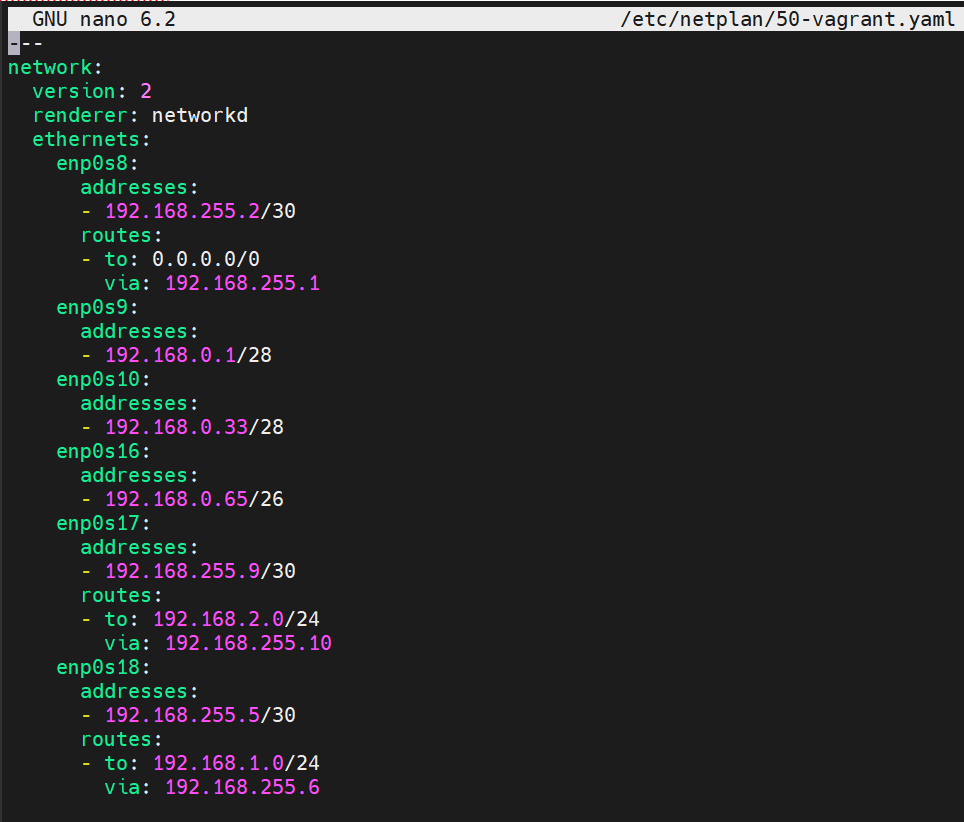 GNU nano 6.2 /etc/netplan/50-vagrant.yaml
---
network:
  version: 2
  renderer: networkd
  ethernets:
    enp0s8:
      addresses:
      - 192.168.255.2/30
      routes:
      - to: 0.0.0.0/0
        via: 192.168.255.1
    enp0s9:
      addresses:
      - 192.168.0.1/28
    enp0s10:
      addresses:
      - 192.168.0.33/28
    enp0s16:
      addresses:
      - 192.168.0.65/26
    enp0s17:
      addresses:
      - 192.168.255.9/30
      routes:
      - to: 192.168.2.0/24
        via: 192.168.255.10
    enp0s18:
      addresses:
      - 192.168.255.5/30
      routes:
      - to: 192.168.1.0/24
        via: 192.168.255.6